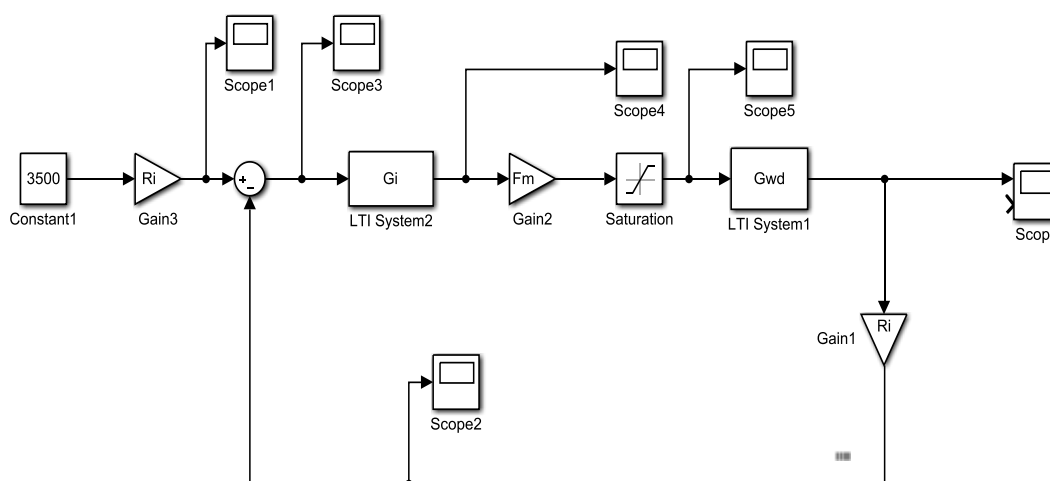 Scope1
Scope3
Scope4
Scope5
3500
Ri
+
−
Gi
Fm
Gwd
Constant1
Gain3
LTI System2
Gain2
Saturation
LTI System1
Scop
Ri
Gain1
Scope2